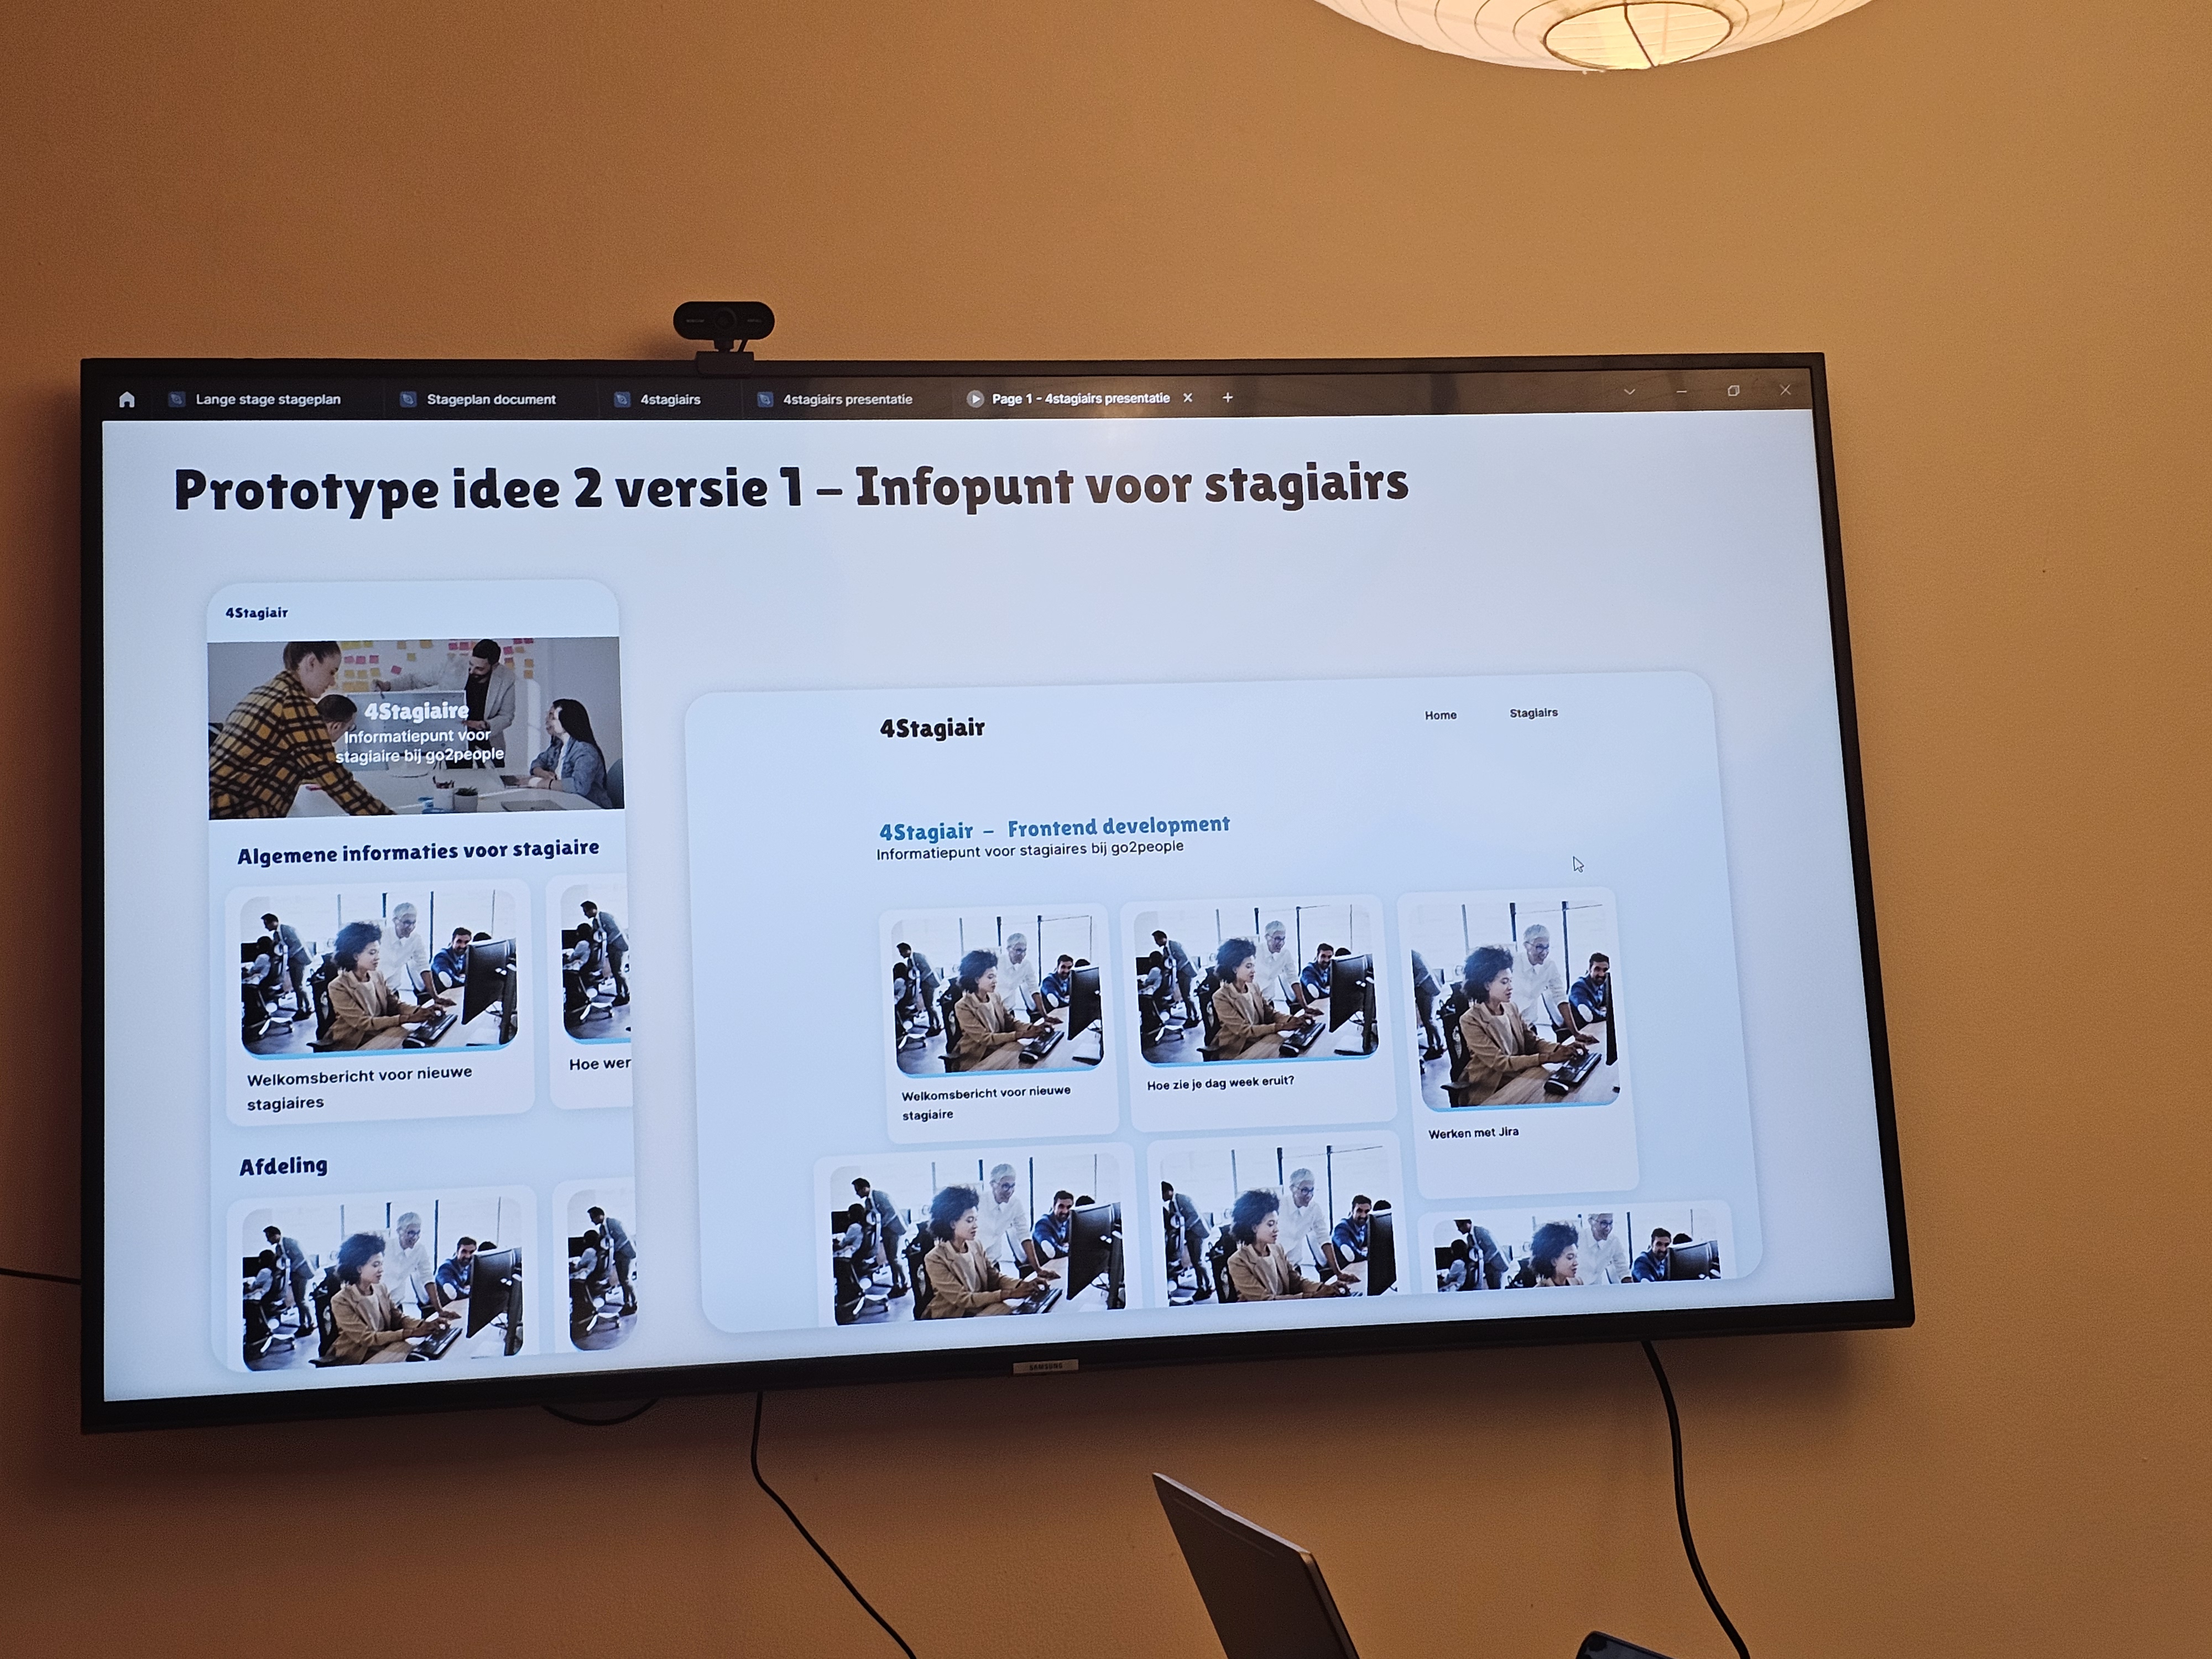 Lange stage stageplan
Stageplan document
4stagiairs
4stagiairs presentatie
Page 1 - 4stagiairs presentatie
Prototype idee 2 versie 1 – Infopunt voor stagiairs
4Stagiair
4Stagiaire
Informatiepunt voor
stagiaire bij go2people
Algemene informaties voor stagiaire
Welkomsbericht voor nieuwe
stagiaires
Hoe wer
Afdeling
4Stagiair
Home
Stagiairs
4Stagiair – Frontend development
Informatiepunt voor stagiaires bij go2people
Welkomsbericht voor nieuwe
stagiaire
Hoe zie je dag week eruit?
Werken met Jira
SAMSUNG